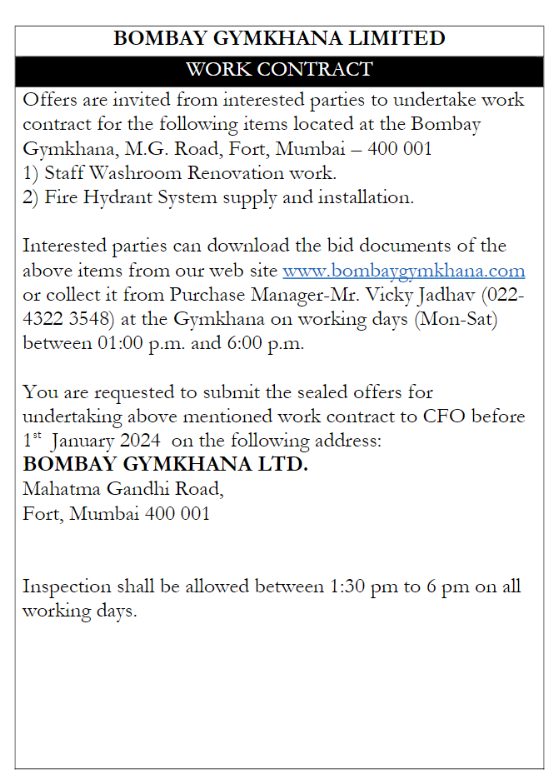 BOMBAY GYMKHANA LIMITED
WORK CONTRACT
Offers are invited from interested parties to undertake work
contract for the following items located at the Bombay
Gymkhana, M.G. Road, Fort, Mumbai – 400 001
1) Staff Washroom Renovation work.
2) Fire Hydrant System supply and installation.
Interested parties can download the bid documents of the
above items from our web site www.bombaygymkhana.com
or collect it from Purchase Manager-Mr. Vicky Jadhav (022-
4322 3548) at the Gymkhana on working days (Mon-Sat)
between 01:00 p.m. and 6:00 p.m.
You are requested to submit the sealed offers for
undertaking above mentioned work contract to CFO before
1st January 2024 on the following address:
BOMBAY GYMKHANA LTD.
Mahatma Gandhi Road,
Fort, Mumbai 400 001
Inspection shall be allowed between 1:30 pm to 6 pm on all
working days.